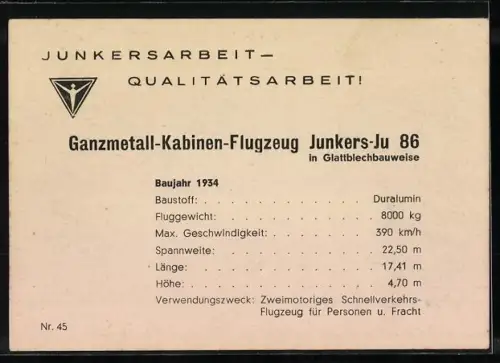 JUNKERSARBEIT—
QUALITÄTSARBEIT!
Ganzmetall-Kabinen-Flugzeug Junkers-Ju 86
in Glattblechbauweise
Baujahr 1934
Baustoff: . . . . . . . . . . . . . Duralumin
Fluggewicht: . . . . . . . . . . . . 8000 kg
Max. Geschwindigkeit: . . . . . . . . 390 km/h
Spannweite: . . . . . . . . . . . . 22,50 m
Länge: . . . . . . . . . . . . . . 17,41 m
Höhe: . . . . . . . . . . . . . . 4,70 m
Verwendungszweck: Zweimotoriges Schnellverkehrs-
Flugzeug für Personen u. Fracht
Nr. 45